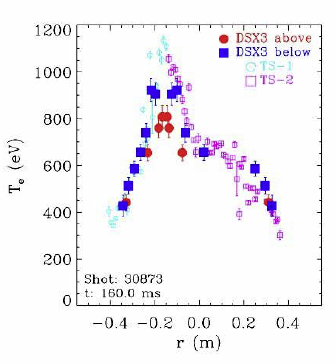 DSX3 above
DSX3 below
TS-1
TS-2
1200
1000
800
600
400
200
0
Te (eV)
Shot: 30873
t: 160.0 ms
-0.4 -0.2 0.0 0.2 0.4
r (m)